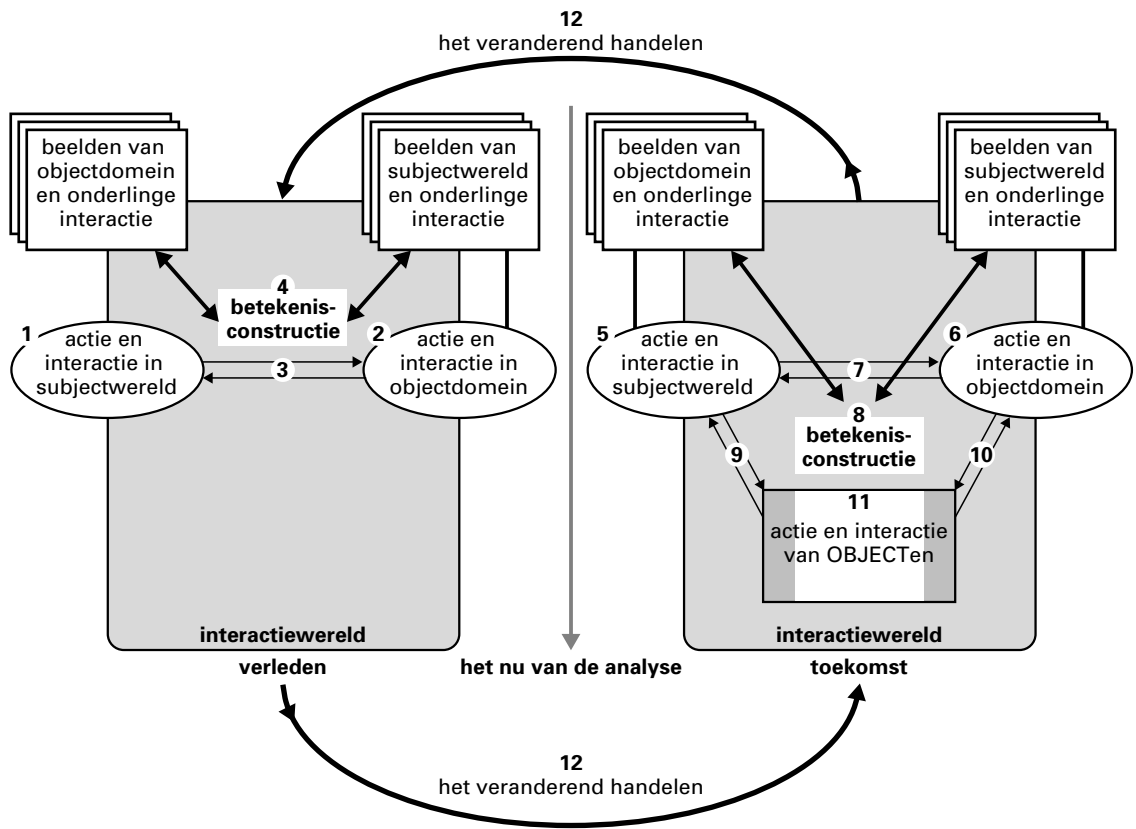 12
het veranderend handelen
beelden van
objectdomein
en onderlinge
interactie
beelden van
subjectwereld
en onderlinge
interactie
4
betekenis-
constructie
1
actie en
interactie in
subjectwereld
3
2
actie en
interactie in
objectdomein
interactiewereld
verleden
het nu van de analyse
beelden van
objectdomein
en onderlinge
interactie
beelden van
subjectwereld
en onderlinge
interactie
5
actie en
interactie in
subjectwereld
7
6
actie en
interactie in
objectdomein
8
betekenis-
constructie
9
10
11
actie en interactie
van OBJECTen
interactiewereld
toekomst
12
het veranderend handelen